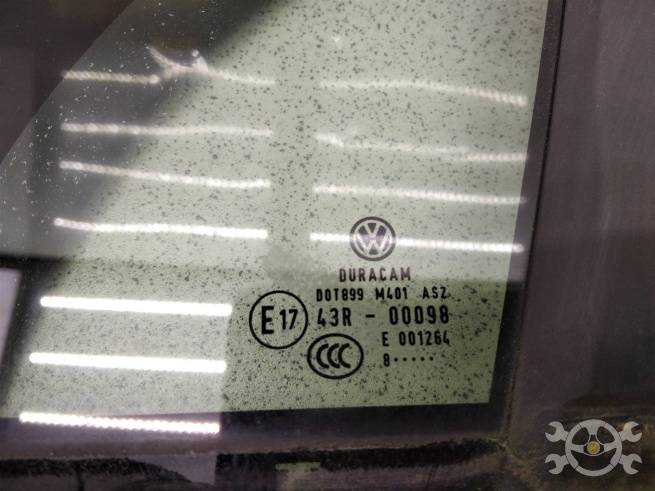 DURACAM
DOT899 M401 AS2
E17 43R - 00098
E 001264
CCC
8·····